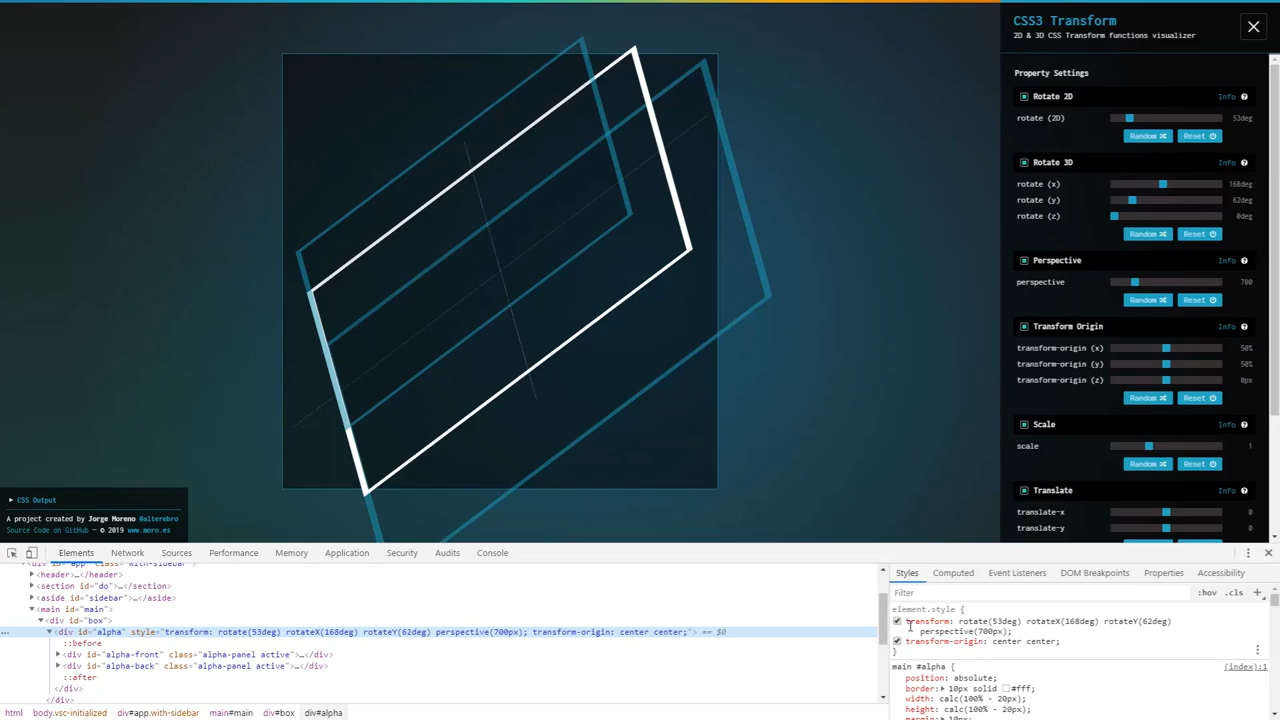 CSS3 Transform
2D & 3D CSS Transform functions visualizer
Property Settings
Rotate 2D Info
rotate (2D) 53deg
Random Reset
Rotate 3D Info
rotate (x) 168deg
rotate (y) 62deg
rotate (z) 0deg
Random Reset
Perspective Info
perspective 700
Random Reset
Transform Origin Info
transform-origin (x) 50%
transform-origin (y) 50%
transform-origin (z) 0px
Random Reset
Scale Info
scale 1
Random Reset
Translate Info
translate-x 0
translate-y 0
CSS Output
A project created by Jorge Moreno @alterebro
Source Code on GitHub — © 2019 www.moro.es
Elements Network Sources Performance Memory Application Security Audits Console
<header>…</header>
<section id="do">…</section>
<aside id="sidebar">…</aside>
<main id="main">
<div id="box">
<div id="alpha" style="transform: rotate(53deg) rotateX(168deg) rotateY(62deg) perspective(700px); transform-origin: center center;"> == $0
::before
<div id="alpha-front" class="alpha-panel active">…</div>
<div id="alpha-back" class="alpha-panel active">…</div>
::after
</div>
</div>
html body.vsc-initialized div#app.with-sidebar main#main div#box div#alpha
Styles Computed Event Listeners DOM Breakpoints Properties Accessibility
Filter :hov .cls +
element.style {
transform: rotate(53deg) rotateX(168deg) rotateY(62deg)
perspective(700px);
transform-origin: center center;
}
main #alpha { (index):1
position: absolute;
border: 10px solid #fff;
width: calc(100% - 20px);
height: calc(100% - 20px);